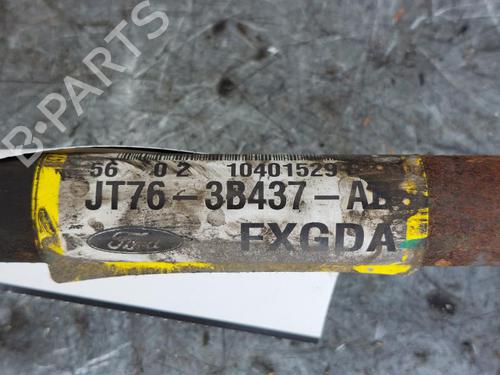 B-PARTS
56 02 10401529
JT76-3B437-AB
Ford
FXGDA